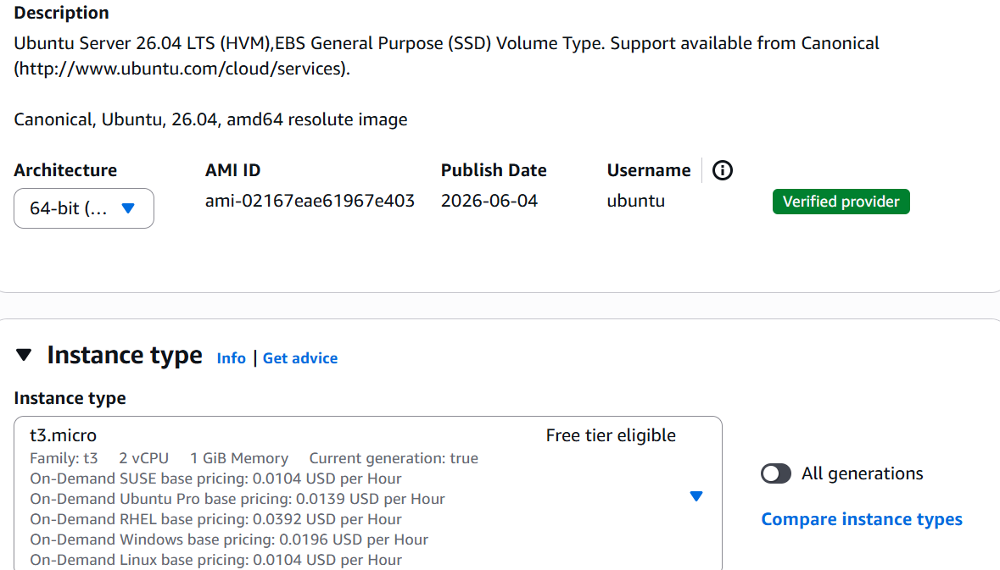 Description
Ubuntu Server 26.04 LTS (HVM),EBS General Purpose (SSD) Volume Type. Support available from Canonical
(http://www.ubuntu.com/cloud/services).
Canonical, Ubuntu, 26.04, amd64 resolute image
Architecture AMI ID Publish Date Username
64-bit (... ami-02167eae61967e403 2026-06-04 ubuntu Verified provider
Instance type Info | Get advice
Instance type
t3.micro Free tier eligible
Family: t3 2 vCPU 1 GiB Memory Current generation: true
On-Demand SUSE base pricing: 0.0104 USD per Hour
On-Demand Ubuntu Pro base pricing: 0.0139 USD per Hour
On-Demand RHEL base pricing: 0.0392 USD per Hour
On-Demand Windows base pricing: 0.0196 USD per Hour
On-Demand Linux base pricing: 0.0104 USD per Hour
All generations
Compare instance types